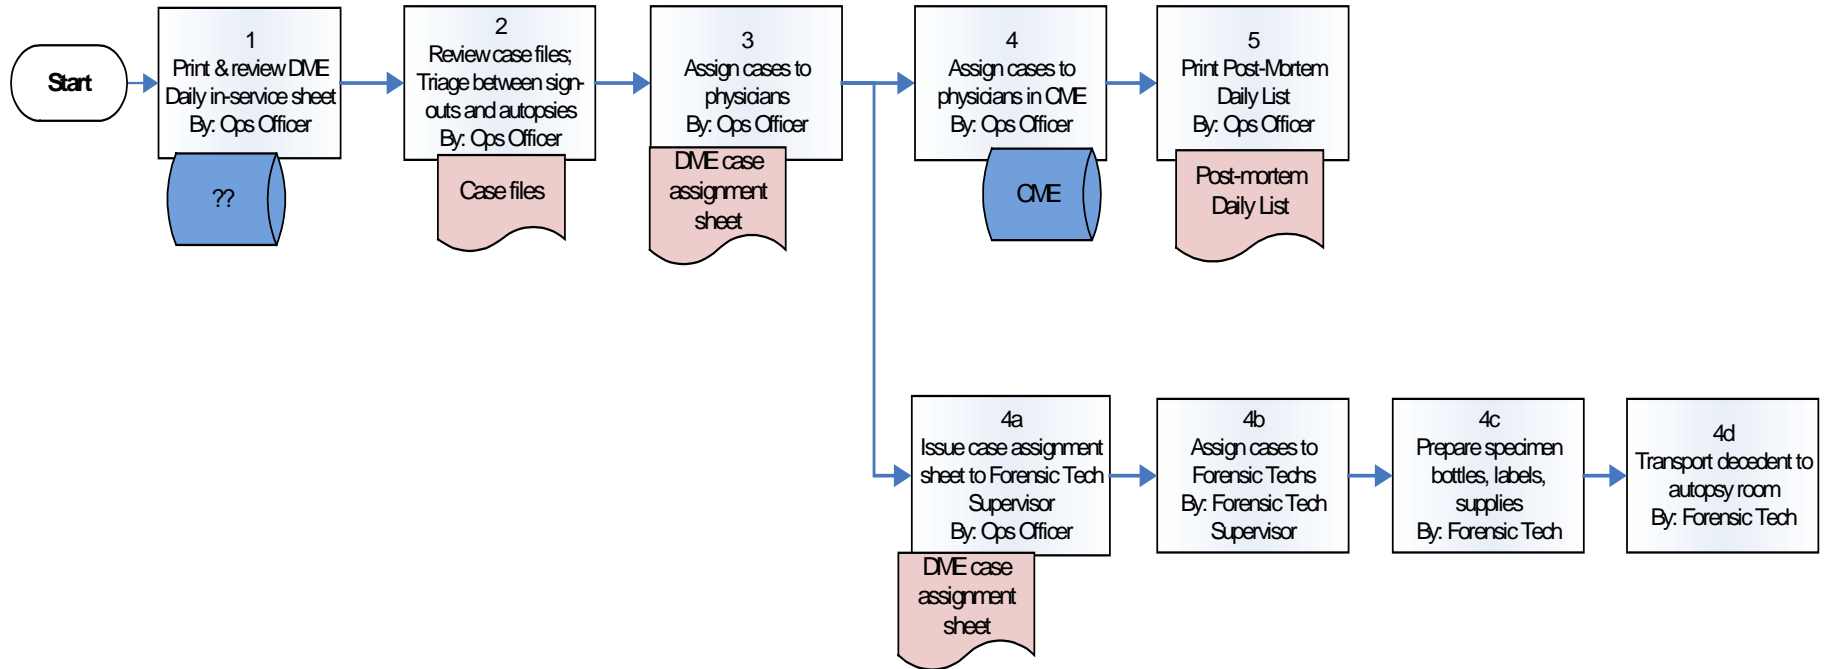 Start
1
Print & review DME
Daily in-service sheet
By: Ops Officer
??
2
Review case files;
Triage between sign-
outs and autopsies
By: Ops Officer
Case files
3
Assign cases to
physicians
By: Ops Officer
DME case
assignment
sheet
4
Assign cases to
physicians in CME
By: Ops Officer
CME
5
Print Post-Mortem
Daily List
By: Ops Officer
Post-mortem
Daily List
4a
Issue case assignment
sheet to Forensic Tech
Supervisor
By: Ops Officer
DME case
assignment
sheet
4b
Assign cases to
Forensic Techs
By: Forensic Tech
Supervisor
4c
Prepare specimen
bottles, labels,
supplies
By: Forensic Tech
4d
Transport decedent to
autopsy room
By: Forensic Tech